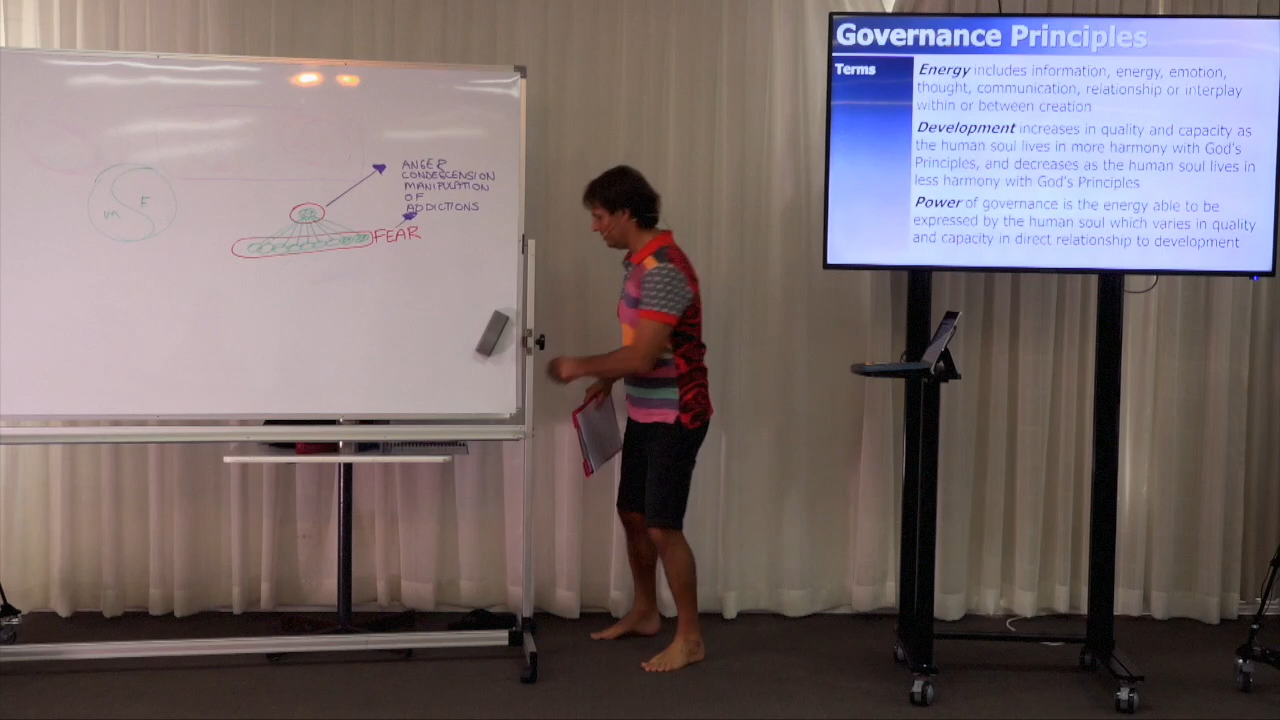 M
F
ANGER
CONDESCENSION
MANIPULATION
OF
ADDICTIONS
FEAR
Governance Principles
Terms
Energy includes information, energy, emotion,
thought, communication, relationship or interplay
within or between creation
Development increases in quality and capacity as
the human soul lives in more harmony with God's
Principles, and decreases as the human soul lives in
less harmony with God's Principles
Power of governance is the energy able to be
expressed by the human soul which varies in quality
and capacity in direct relationship to development